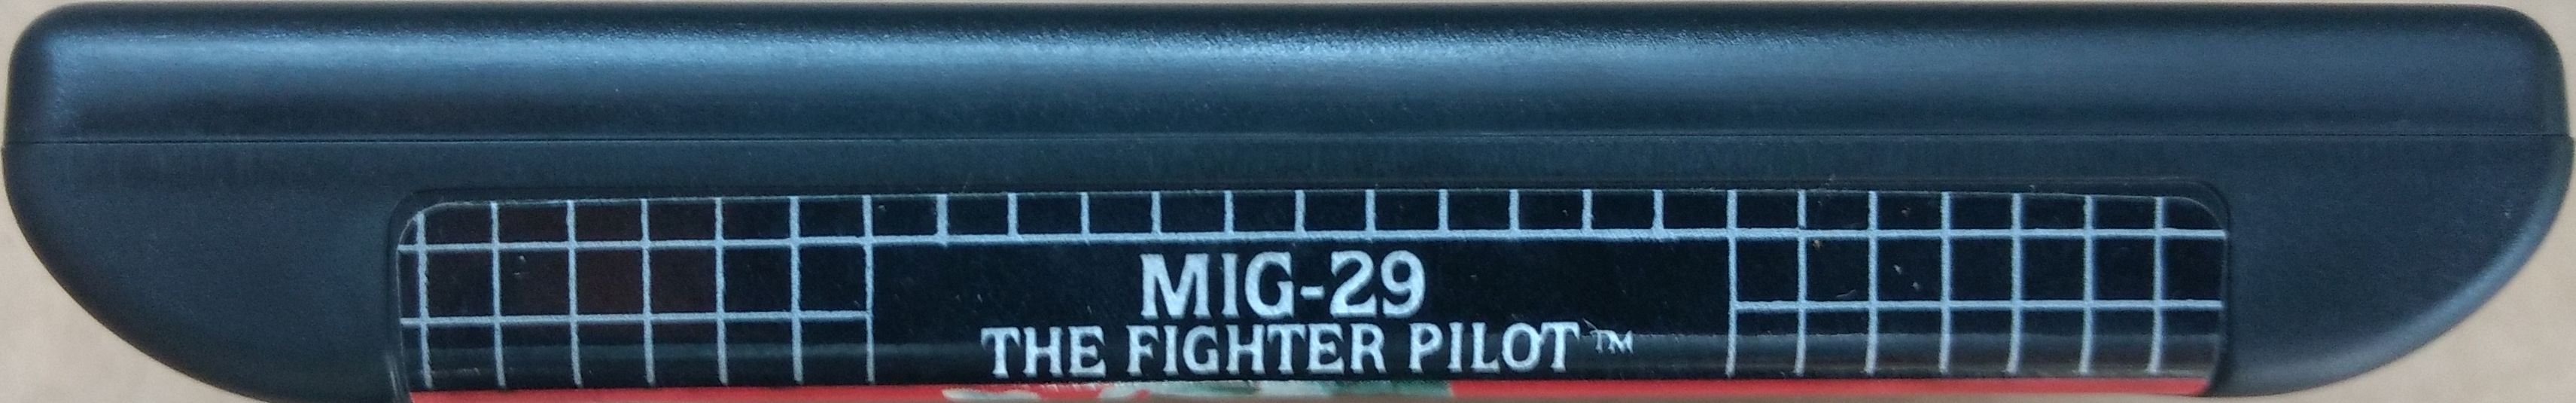 MIG-29
THE FIGHTER PILOT™